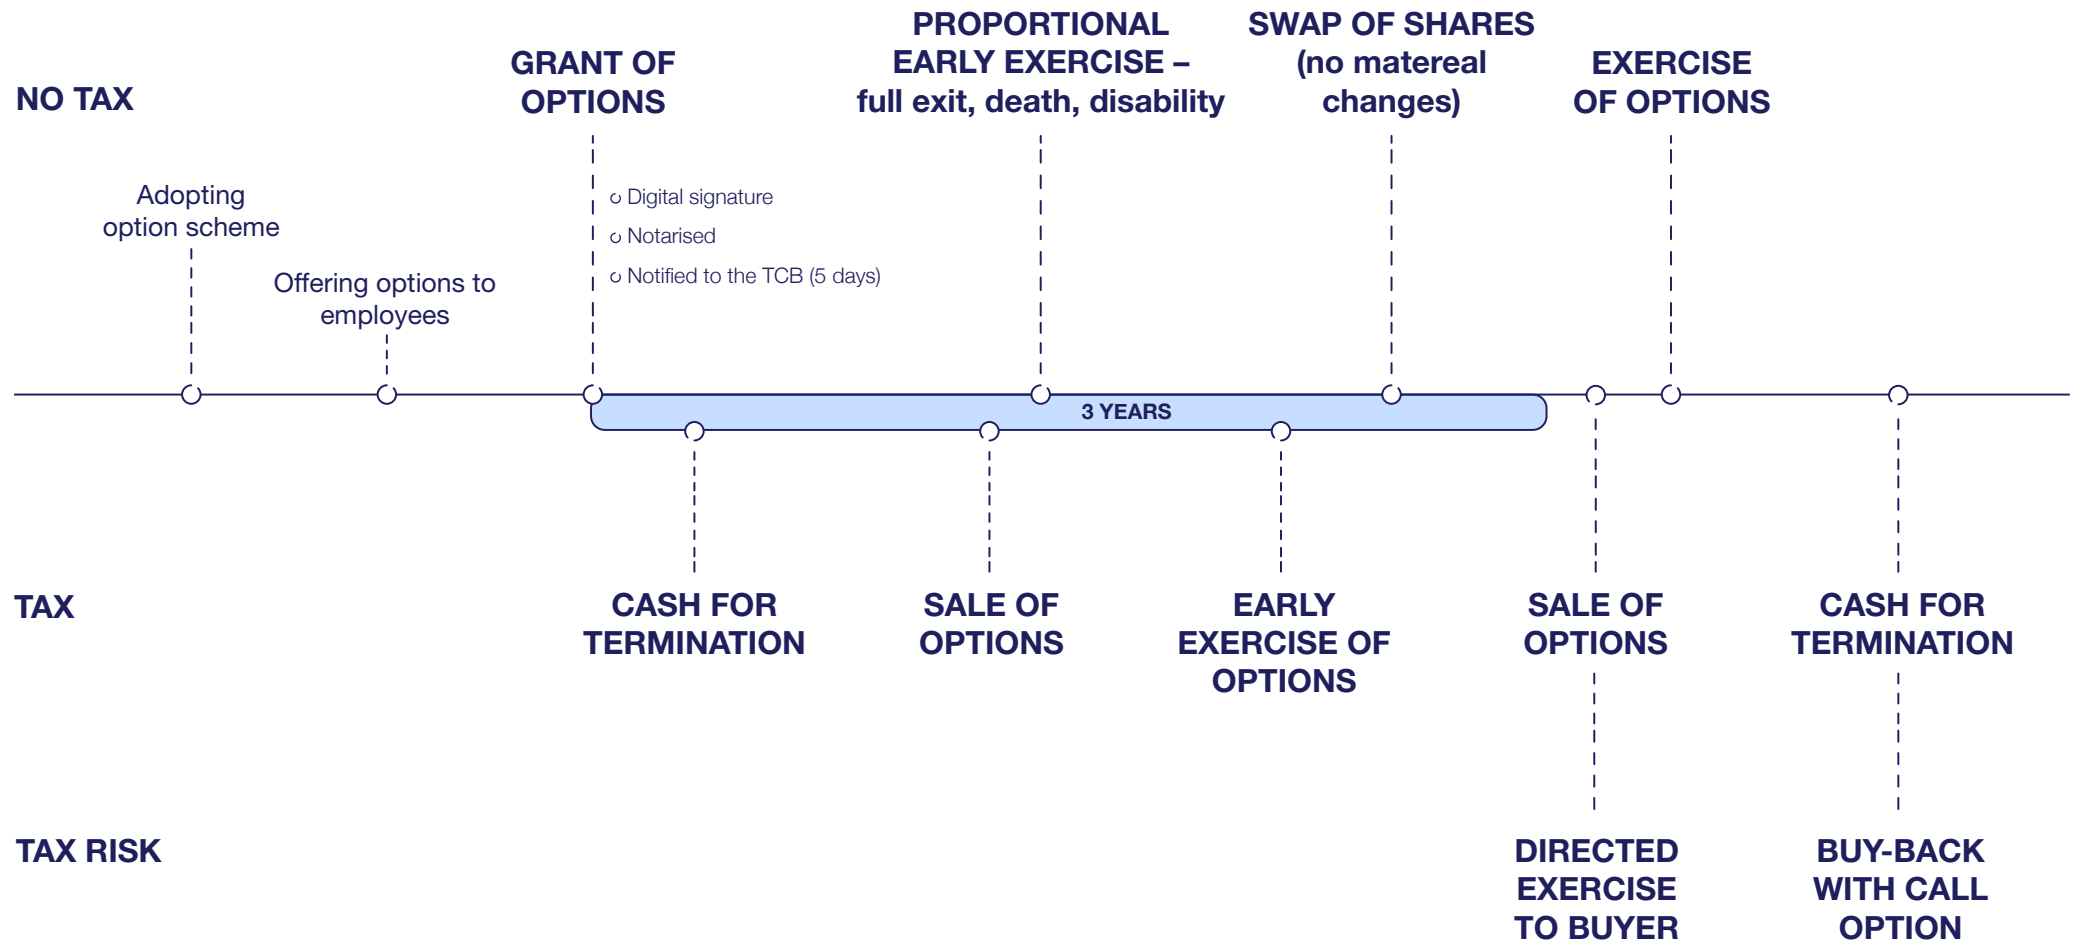 NO TAX
GRANT OF
OPTIONS
PROPORTIONAL
EARLY EXERCISE –
full exit, death, disability
SWAP OF SHARES
(no matereal
changes)
EXERCISE
OF OPTIONS
Adopting
option scheme
Offering options to
employees
Digital signature
Notarised
Notified to the TCB (5 days)
3 YEARS
TAX
CASH FOR
TERMINATION
SALE OF
OPTIONS
EARLY
EXERCISE OF
OPTIONS
SALE OF
OPTIONS
CASH FOR
TERMINATION
TAX RISK
DIRECTED
EXERCISE
TO BUYER
BUY-BACK
WITH CALL
OPTION